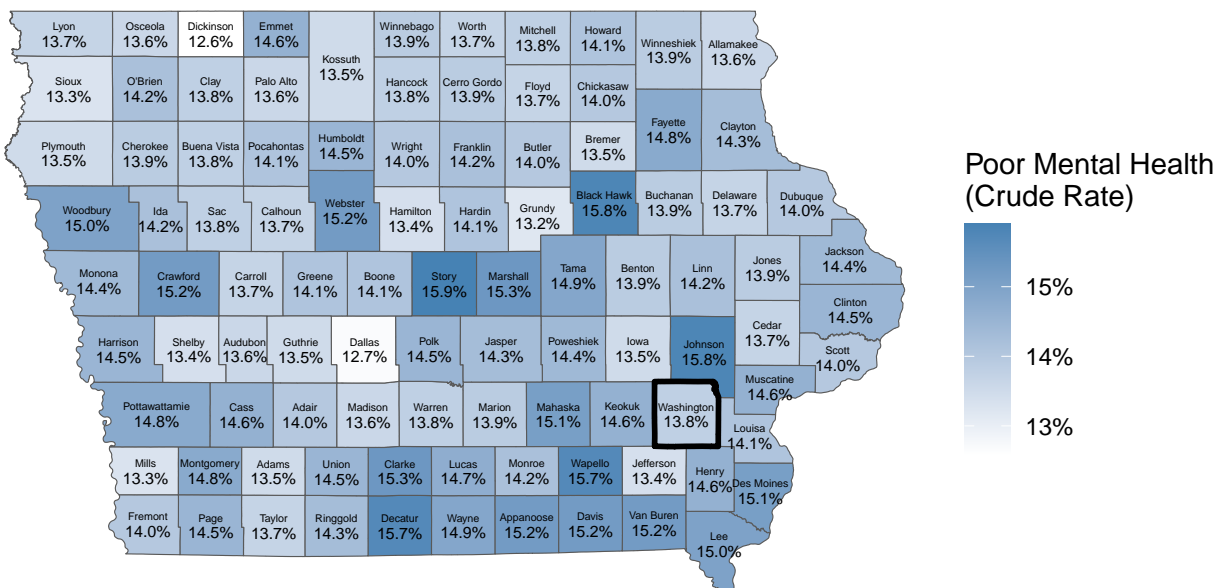 Lyon
13.7%
Osceola
13.6%
Dickinson
12.6%
Emmet
14.6%
Kossuth
13.5%
Winnebago
13.9%
Worth
13.7%
Mitchell
13.8%
Howard
14.1%
Winneshiek
13.9%
Allamakee
13.6%
Sioux
13.3%
O'Brien
14.2%
Clay
13.8%
Palo Alto
13.6%
Hancock
13.8%
Cerro Gordo
13.9%
Floyd
13.7%
Chickasaw
14.0%
Fayette
14.8%
Clayton
14.3%
Plymouth
13.5%
Cherokee
13.9%
Buena Vista
13.8%
Pocahontas
14.1%
Humboldt
14.5%
Wright
14.0%
Franklin
14.2%
Butler
14.0%
Bremer
13.5%
Woodbury
15.0%
Ida
14.2%
Sac
13.8%
Calhoun
13.7%
Webster
15.2%
Hamilton
13.4%
Hardin
14.1%
Grundy
13.2%
Black Hawk
15.8%
Buchanan
13.9%
Delaware
13.7%
Dubuque
14.0%
Monona
14.4%
Crawford
15.2%
Carroll
13.7%
Greene
14.1%
Boone
14.1%
Story
15.9%
Marshall
15.3%
Tama
14.9%
Benton
13.9%
Linn
14.2%
Jones
13.9%
Jackson
14.4%
Clinton
14.5%
Harrison
14.5%
Shelby
13.4%
Audubon
13.6%
Guthrie
13.5%
Dallas
12.7%
Polk
14.5%
Jasper
14.3%
Poweshiek
14.4%
Iowa
13.5%
Johnson
15.8%
Cedar
13.7%
Scott
14.0%
Muscatine
14.6%
Pottawattamie
14.8%
Cass
14.6%
Adair
14.0%
Madison
13.6%
Warren
13.8%
Marion
13.9%
Mahaska
15.1%
Keokuk
14.6%
Washington
13.8%
Louisa
14.1%
Mills
13.3%
Montgomery
14.8%
Adams
13.5%
Union
14.5%
Clarke
15.3%
Lucas
14.7%
Monroe
14.2%
Wapello
15.7%
Jefferson
13.4%
Henry
14.6%
Des Moines
15.1%
Fremont
14.0%
Page
14.5%
Taylor
13.7%
Ringgold
14.3%
Decatur
15.7%
Wayne
14.9%
Appanoose
15.2%
Davis
15.2%
Van Buren
15.2%
Lee
15.0%
Poor Mental Health
(Crude Rate)
15%
14%
13%